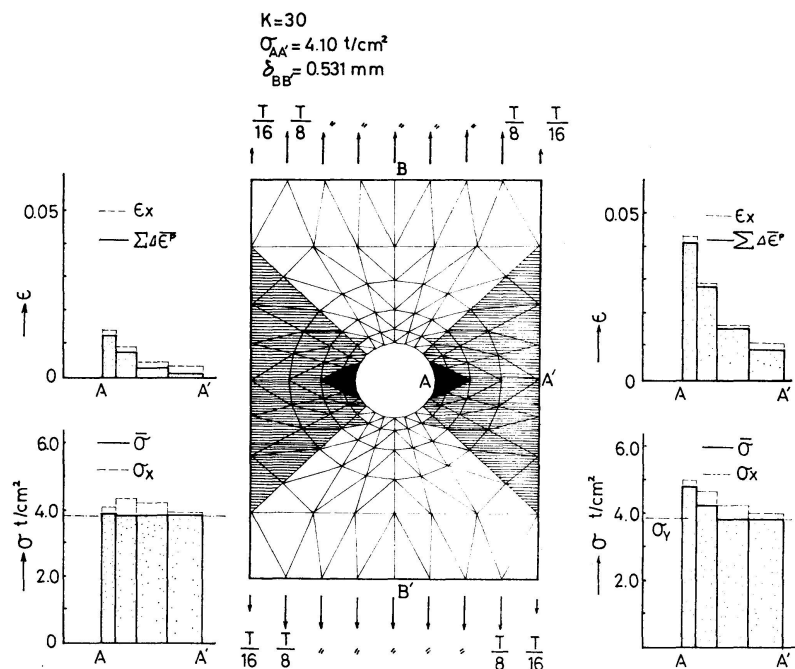 K=30
σAA' = 4.10 t/cm²
δBB' = 0.531 mm
T/16 T/8 〃 〃 〃 〃 〃 T/8 T/16
B
0.05
εx
ΣΔε̄ᵖ
ε
0
A A'
6.0
4.0
2.0
0
σ̄
σx
σ t/cm²
A A'
A A'
B'
T/16 T/8 〃 〃 〃 〃 〃 T/8 T/16
0.05
εx
ΣΔε̄ᵖ
ε
0
A A'
6.0
4.0
2.0
σ̄
σx
σY
σ t/cm²
A A'